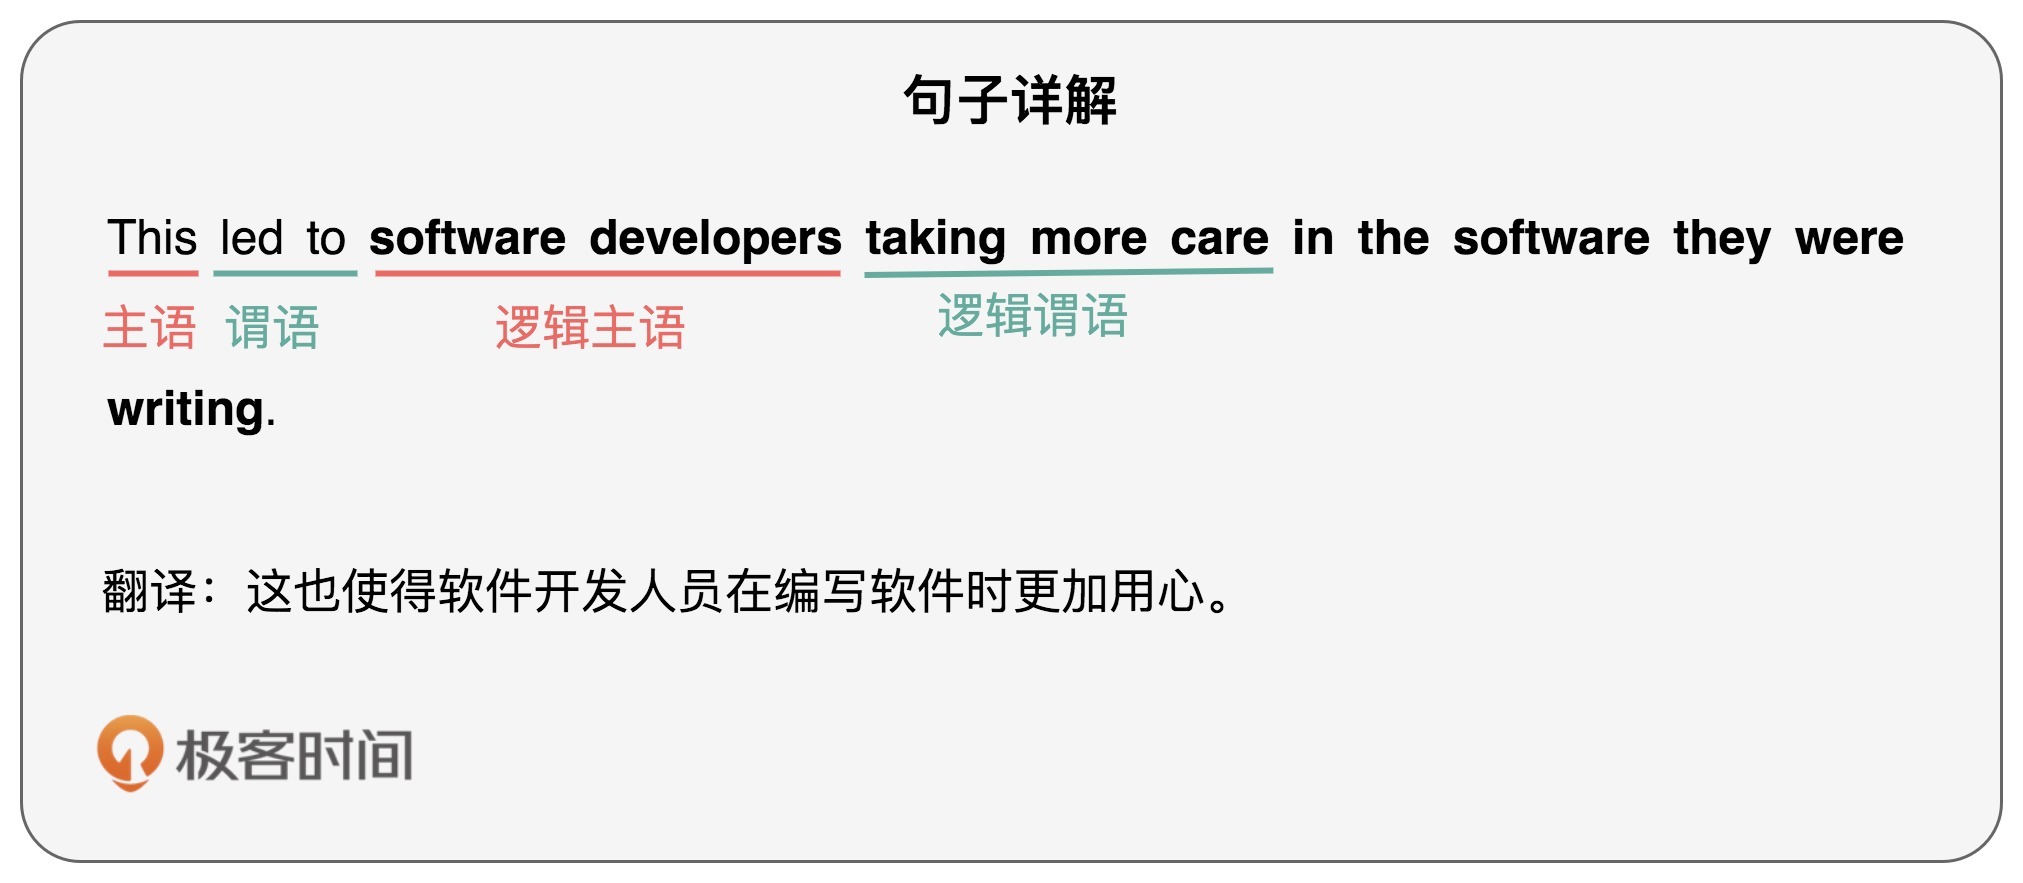 句子详解
This led to software developers taking more care in the software they were
主语 谓语 逻辑主语 逻辑谓语
writing.
翻译：这也使得软件开发人员在编写软件时更加用心。
极客时间